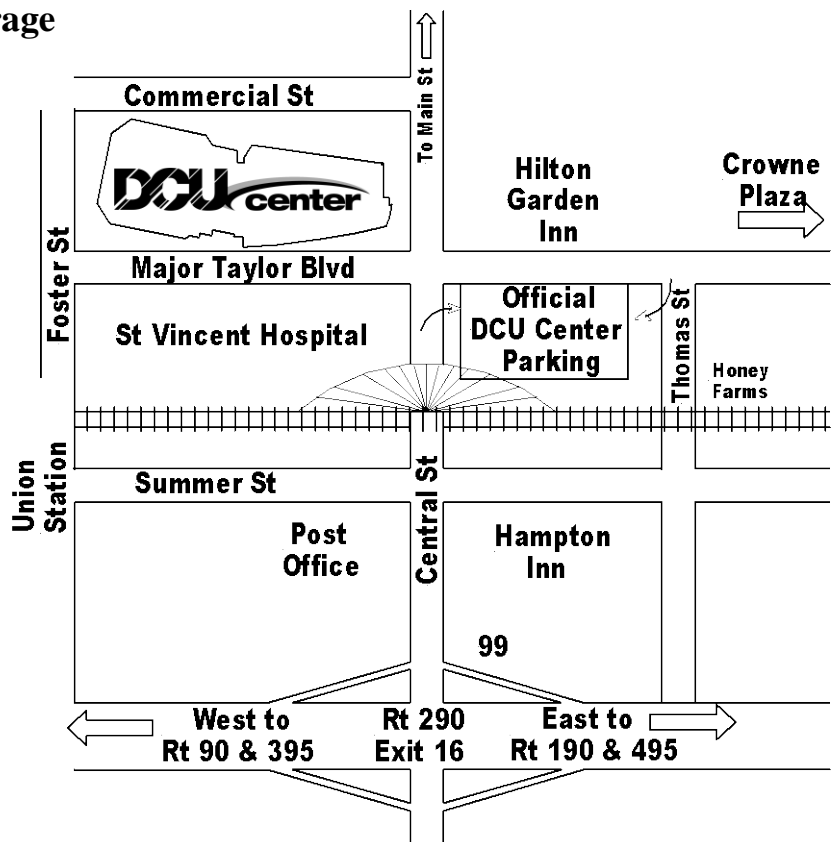 Commercial St
To Main St
DCU center
Hilton
Garden
Inn
Crowne
Plaza
Foster St
Major Taylor Blvd
St Vincent Hospital
Official
DCU Center
Parking
Thomas St
Honey
Farms
Union
Station
Summer St
Central St
Post
Office
Hampton
Inn
99
West to
Rt 90 & 395
Rt 290
Exit 16
East to
Rt 190 & 495